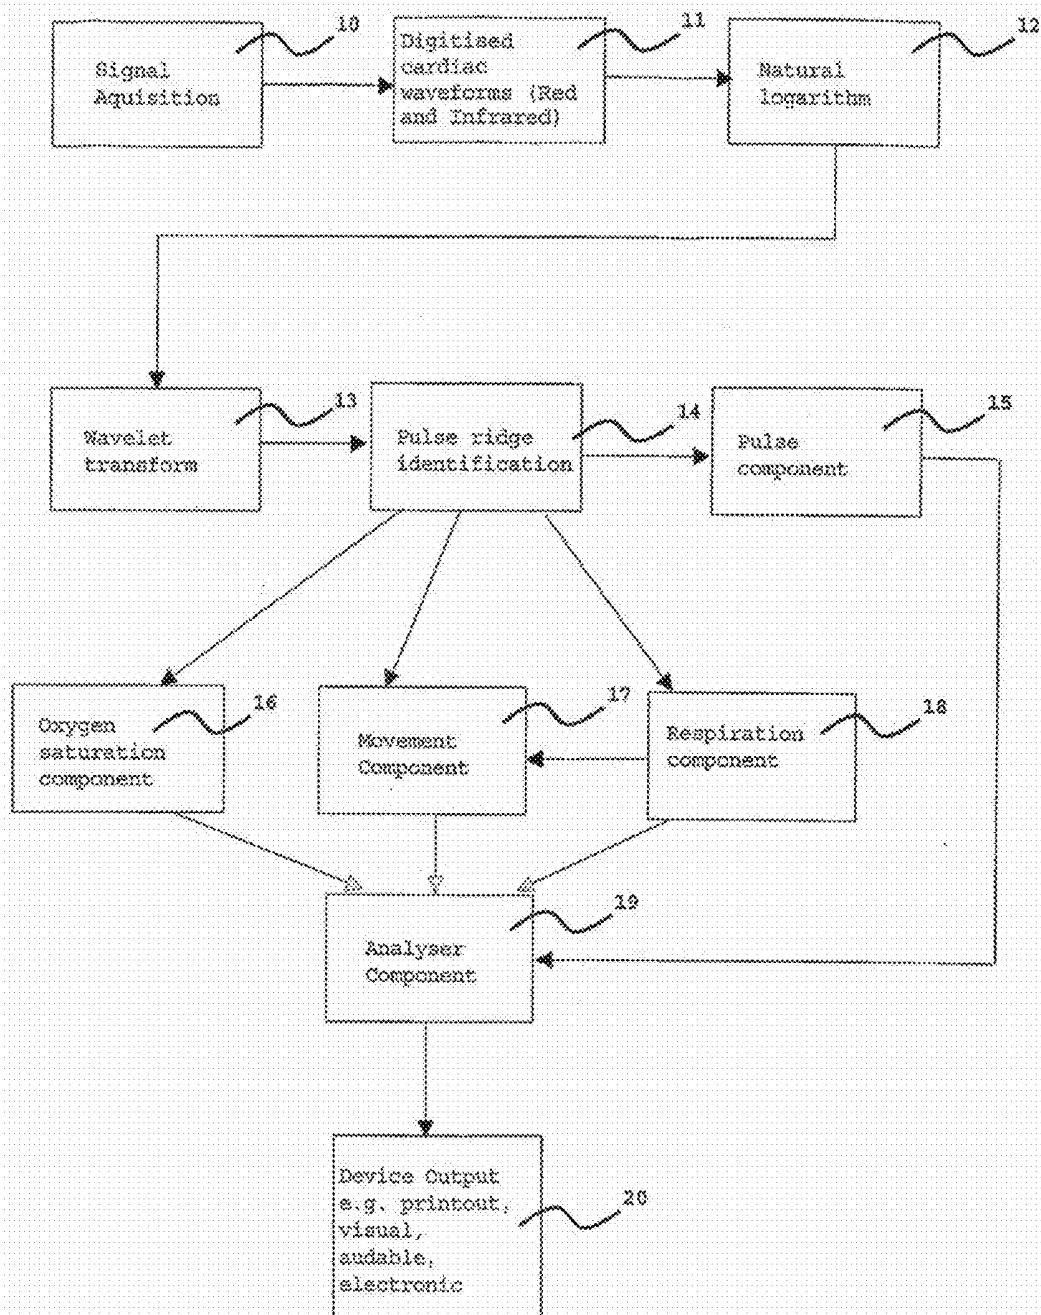 10
Signal
Aquisition
11
Digitised
cardiac
waveforms (Red
and Infrared)
12
Natural
logarithm
13
Wavelet
transform
14
Pulse ridge
identification
15
Pulse
component
16
Oxygen
saturation
component
17
Movement
Component
18
Respiration
component
19
Analyser
Component
20
Device Output
e.g. printout,
visual,
audable,
electronic